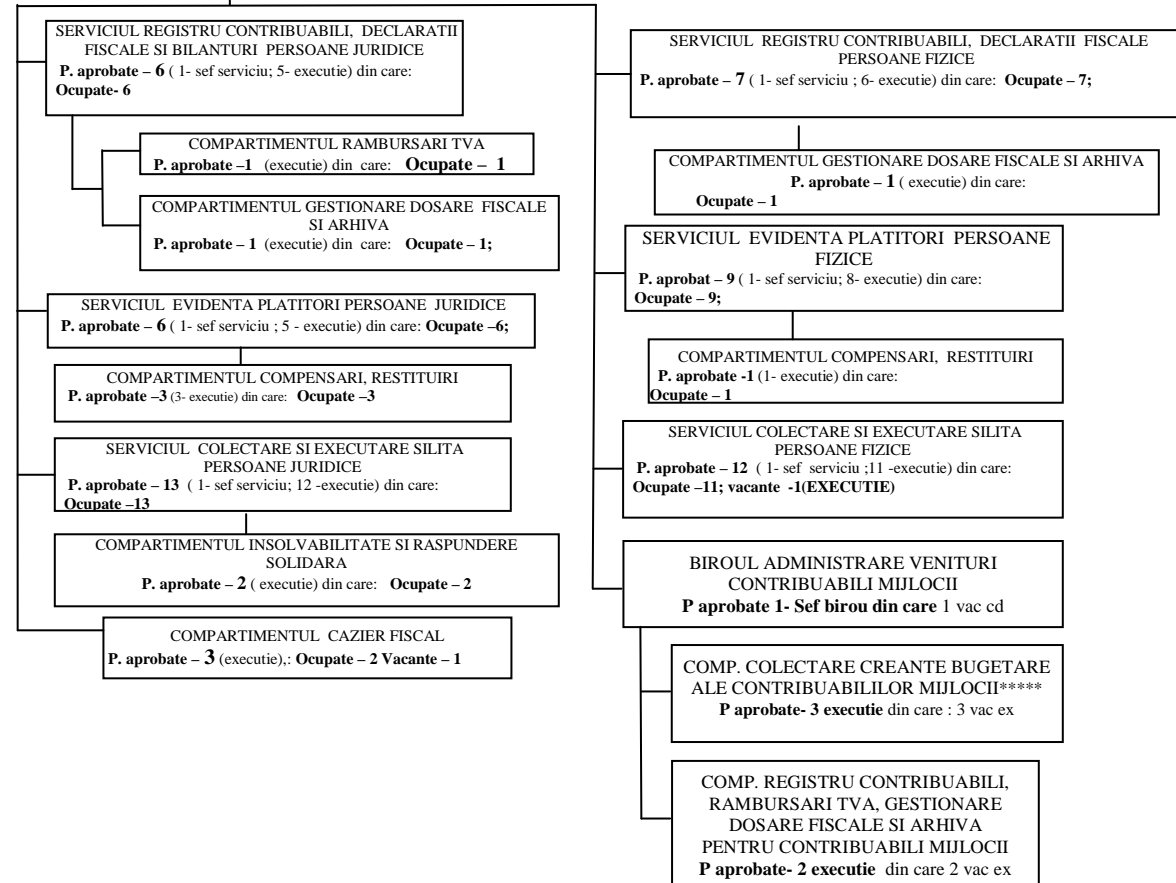 SERVICIUL REGISTRU CONTRIBUABILI, DECLARATII
FISCALE SI BILANTURI PERSOANE JURIDICE
P. aprobate – 6 ( 1- sef serviciu; 5- executie) din care:
Ocupate- 6
COMPARTIMENTUL RAMBURSARI TVA
P. aprobate –1 (executie) din care: Ocupate – 1
COMPARTIMENTUL GESTIONARE DOSARE FISCALE
SI ARHIVA
P. aprobate – 1 (executie) din care: Ocupate – 1;
SERVICIUL EVIDENTA PLATITORI PERSOANE JURIDICE
P. aprobate – 6 ( 1- sef serviciu ; 5 - executie) din care: Ocupate –6;
COMPARTIMENTUL COMPENSARI, RESTITUIRI
P. aprobate –3 (3- executie) din care: Ocupate –3
SERVICIUL COLECTARE SI EXECUTARE SILITA
PERSOANE JURIDICE
P. aprobate – 13 ( 1- sef serviciu; 12 -executie) din care:
Ocupate –13
COMPARTIMENTUL INSOLVABILITATE SI RASPUNDERE
SOLIDARA
P. aprobate – 2 ( executie) din care: Ocupate – 2
COMPARTIMENTUL CAZIER FISCAL
P. aprobate – 3 (executie),: Ocupate – 2 Vacante – 1
SERVICIUL REGISTRU CONTRIBUABILI, DECLARATII FISCALE
PERSOANE FIZICE
P. aprobate – 7 ( 1- sef serviciu ; 6- executie) din care: Ocupate – 7;
COMPARTIMENTUL GESTIONARE DOSARE FISCALE SI ARHIVA
P. aprobate – 1 ( executie) din care:
Ocupate – 1
SERVICIUL EVIDENTA PLATITORI PERSOANE
FIZICE
P. aprobat – 9 ( 1- sef serviciu; 8- executie) din care:
Ocupate – 9;
COMPARTIMENTUL COMPENSARI, RESTITUIRI
P. aprobate -1 (1- executie) din care:
Ocupate – 1
SERVICIUL COLECTARE SI EXECUTARE SILITA
PERSOANE FIZICE
P. aprobate – 12 ( 1- sef serviciu ;11 -executie) din care:
Ocupate –11; vacante -1(EXECUTIE)
BIROUL ADMINISTRARE VENITURI
CONTRIBUABILI MIJLOCII
P aprobate 1- Sef birou din care 1 vac cd
COMP. COLECTARE CREANTE BUGETARE
ALE CONTRIBUABILILOR MIJLOCII*****
P aprobate- 3 executie din care : 3 vac ex
COMP. REGISTRU CONTRIBUABILI,
RAMBURSARI TVA, GESTIONARE
DOSARE FISCALE SI ARHIVA
PENTRU CONTRIBUABILI MIJLOCII
P aprobate- 2 executie din care 2 vac ex